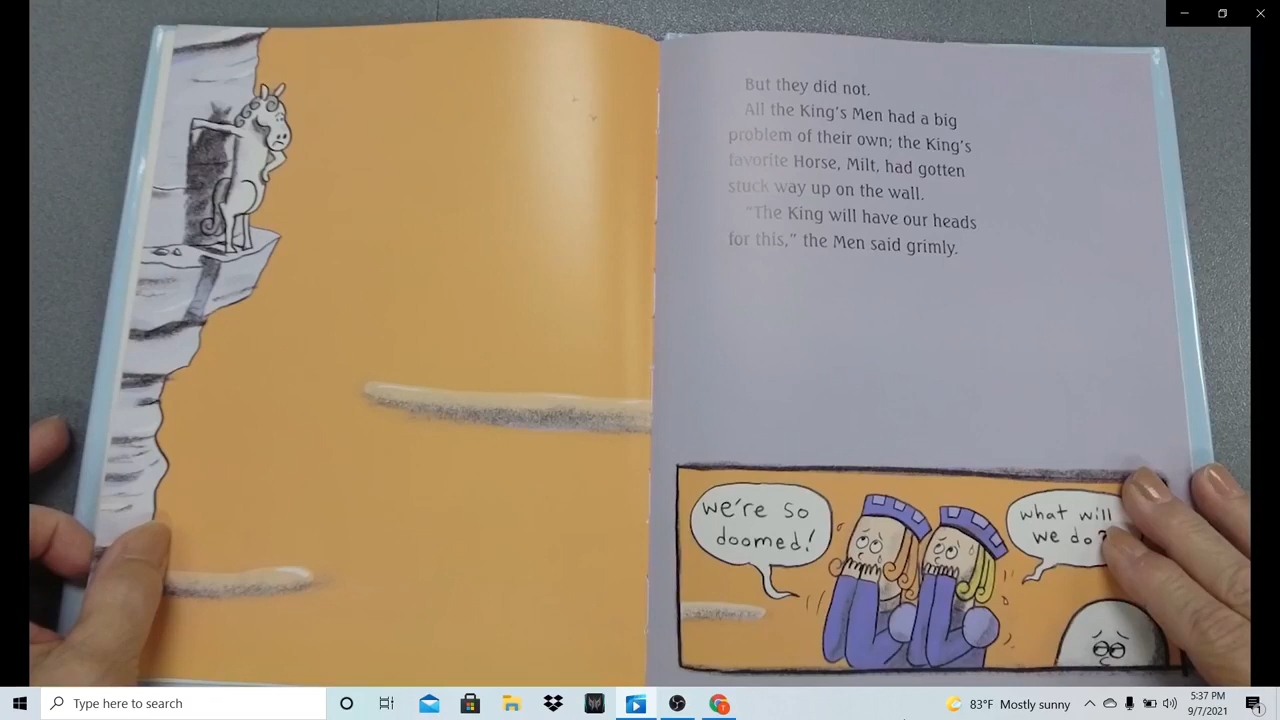 But they did not.
All the King's Men had a big
problem of their own; the King's
favorite Horse, Milt, had gotten
stuck way up on the wall.
"The King will have our heads
for this," the Men said grimly.
we're so
doomed!
what will
we do?
Type here to search
83°F Mostly sunny
5:37 PM
9/7/2021
1